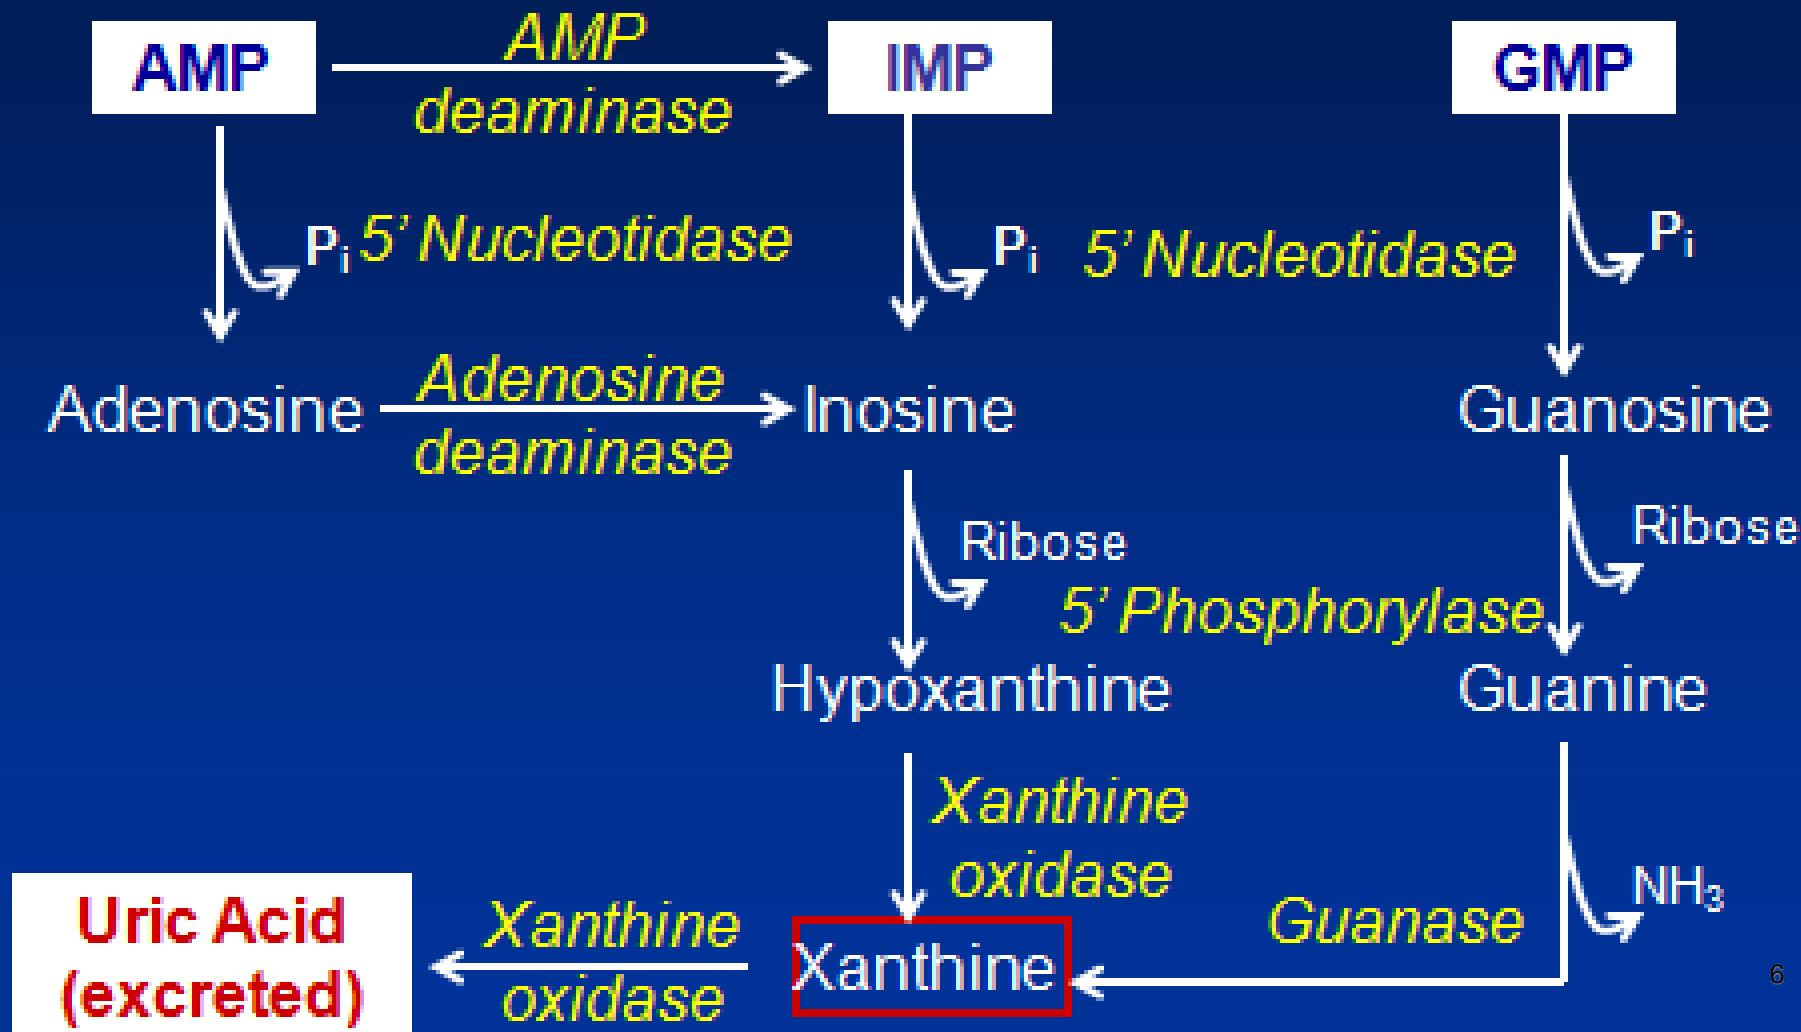 AMP
AMP
deaminase
IMP
GMP
Pᵢ
5’ Nucleotidase
Pᵢ
5’ Nucleotidase
Pᵢ
Adenosine
Adenosine
deaminase
Inosine
Guanosine
Ribose
Ribose
5’ Phosphorylase
Hypoxanthine
Guanine
Xanthine
oxidase
NH₃
Guanase
Uric Acid
(excreted)
Xanthine
oxidase
Xanthine
6